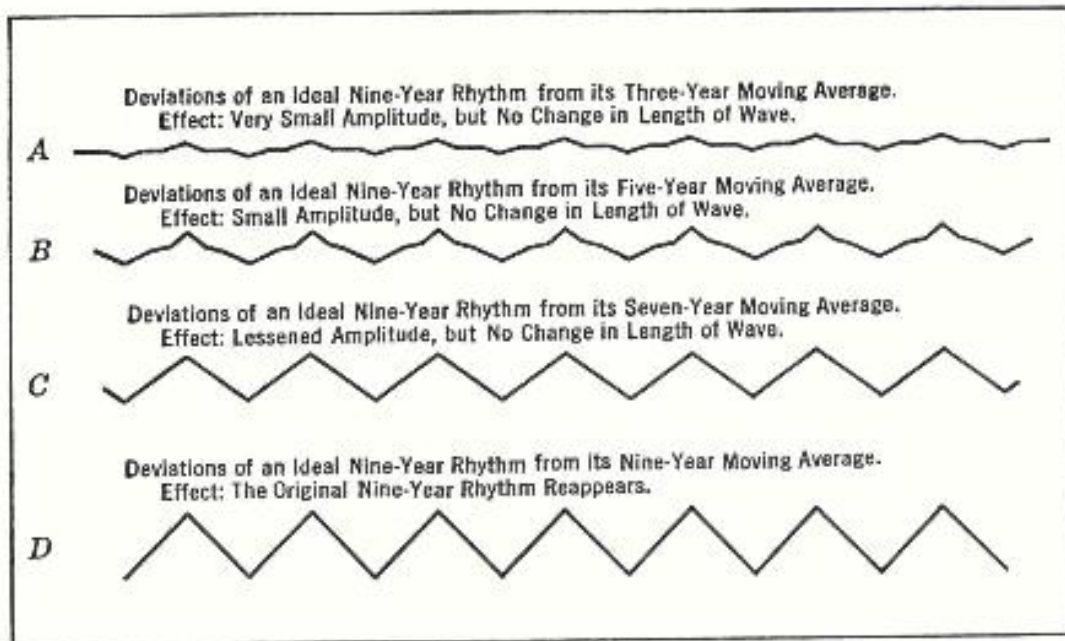 Deviations of an Ideal Nine-Year Rhythm from its Three-Year Moving Average.
Effect: Very Small Amplitude, but No Change in Length of Wave.
A
Deviations of an Ideal Nine-Year Rhythm from its Five-Year Moving Average.
Effect: Small Amplitude, but No Change in Length of Wave.
B
Deviations of an Ideal Nine-Year Rhythm from its Seven-Year Moving Average.
Effect: Lessened Amplitude, but No Change in Length of Wave.
C
Deviations of an Ideal Nine-Year Rhythm from its Nine-Year Moving Average.
Effect: The Original Nine-Year Rhythm Reappears.
D